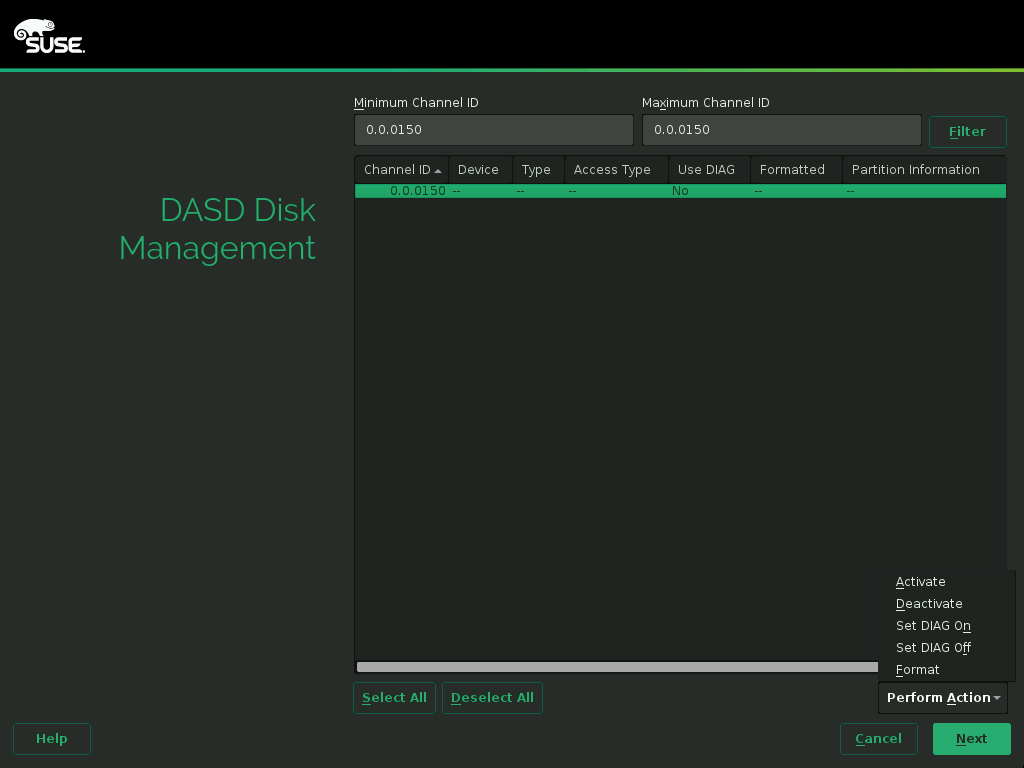 SUSE.
Minimum Channel ID Maximum Channel ID
0.0.0150 0.0.0150 Filter
Channel ID Device Type Access Type Use DIAG Formatted Partition Information
0.0.0150 -- -- -- No -- --
DASD Disk
Management
Activate
Deactivate
Set DIAG On
Set DIAG Off
Format
Select All Deselect All Perform Action
Help Cancel Next